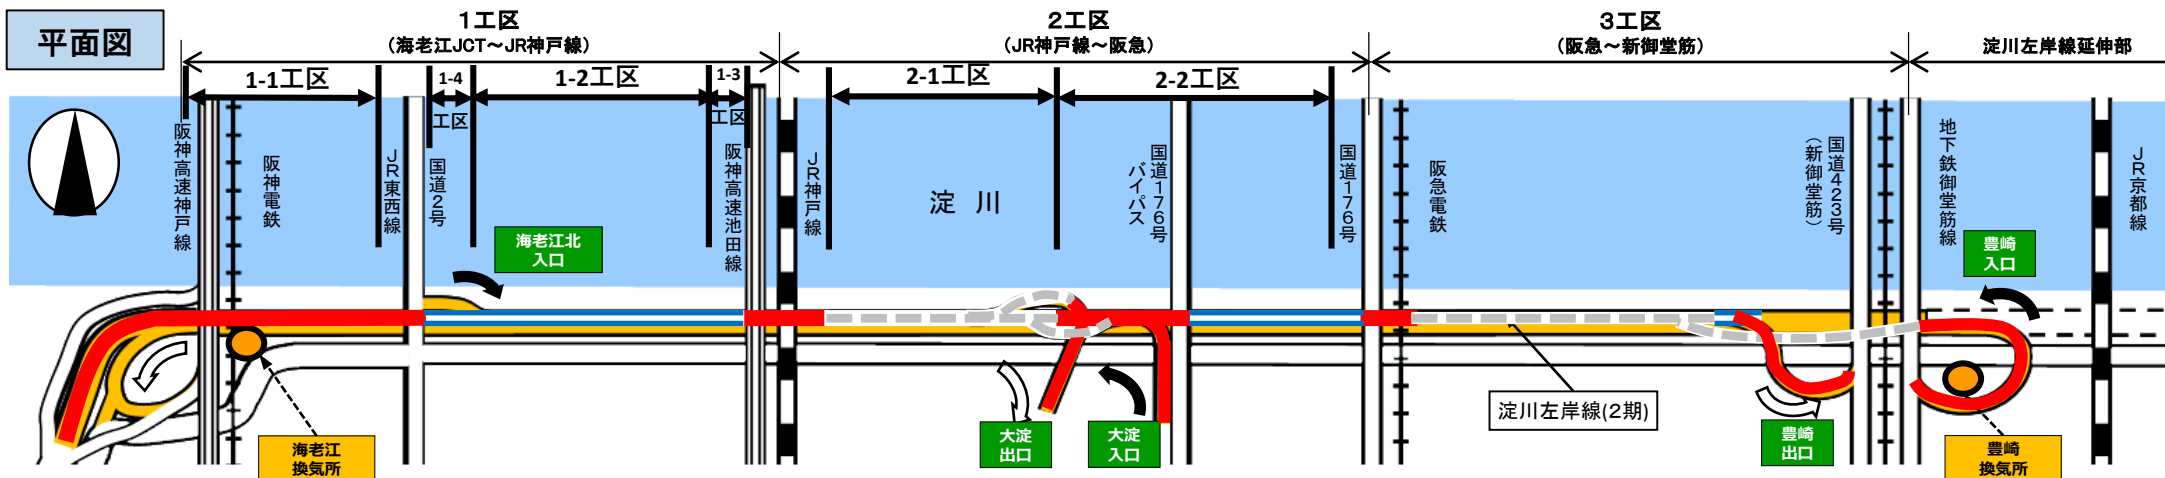 平面図
1工区
(海老江JCT～JR神戸線)
2工区
(JR神戸線～阪急)
3工区
(阪急～新御堂筋)
淀川左岸線延伸部
1-1工区
1-4
工区
1-2工区
1-3
工区
2-1工区
2-2工区
阪神高速神戸線
阪神電鉄
JR東西線
国道2号
阪神高速池田線
JR神戸線
淀川
国道176号
バイパス
国道176号
阪急電鉄
国道423号
(新御堂筋)
地下鉄御堂筋線
JR京都線
海老江北
入口
豊崎
入口
淀川左岸線(2期)
海老江
換気所
大淀
出口
大淀
入口
豊崎
出口
豊崎
換気所